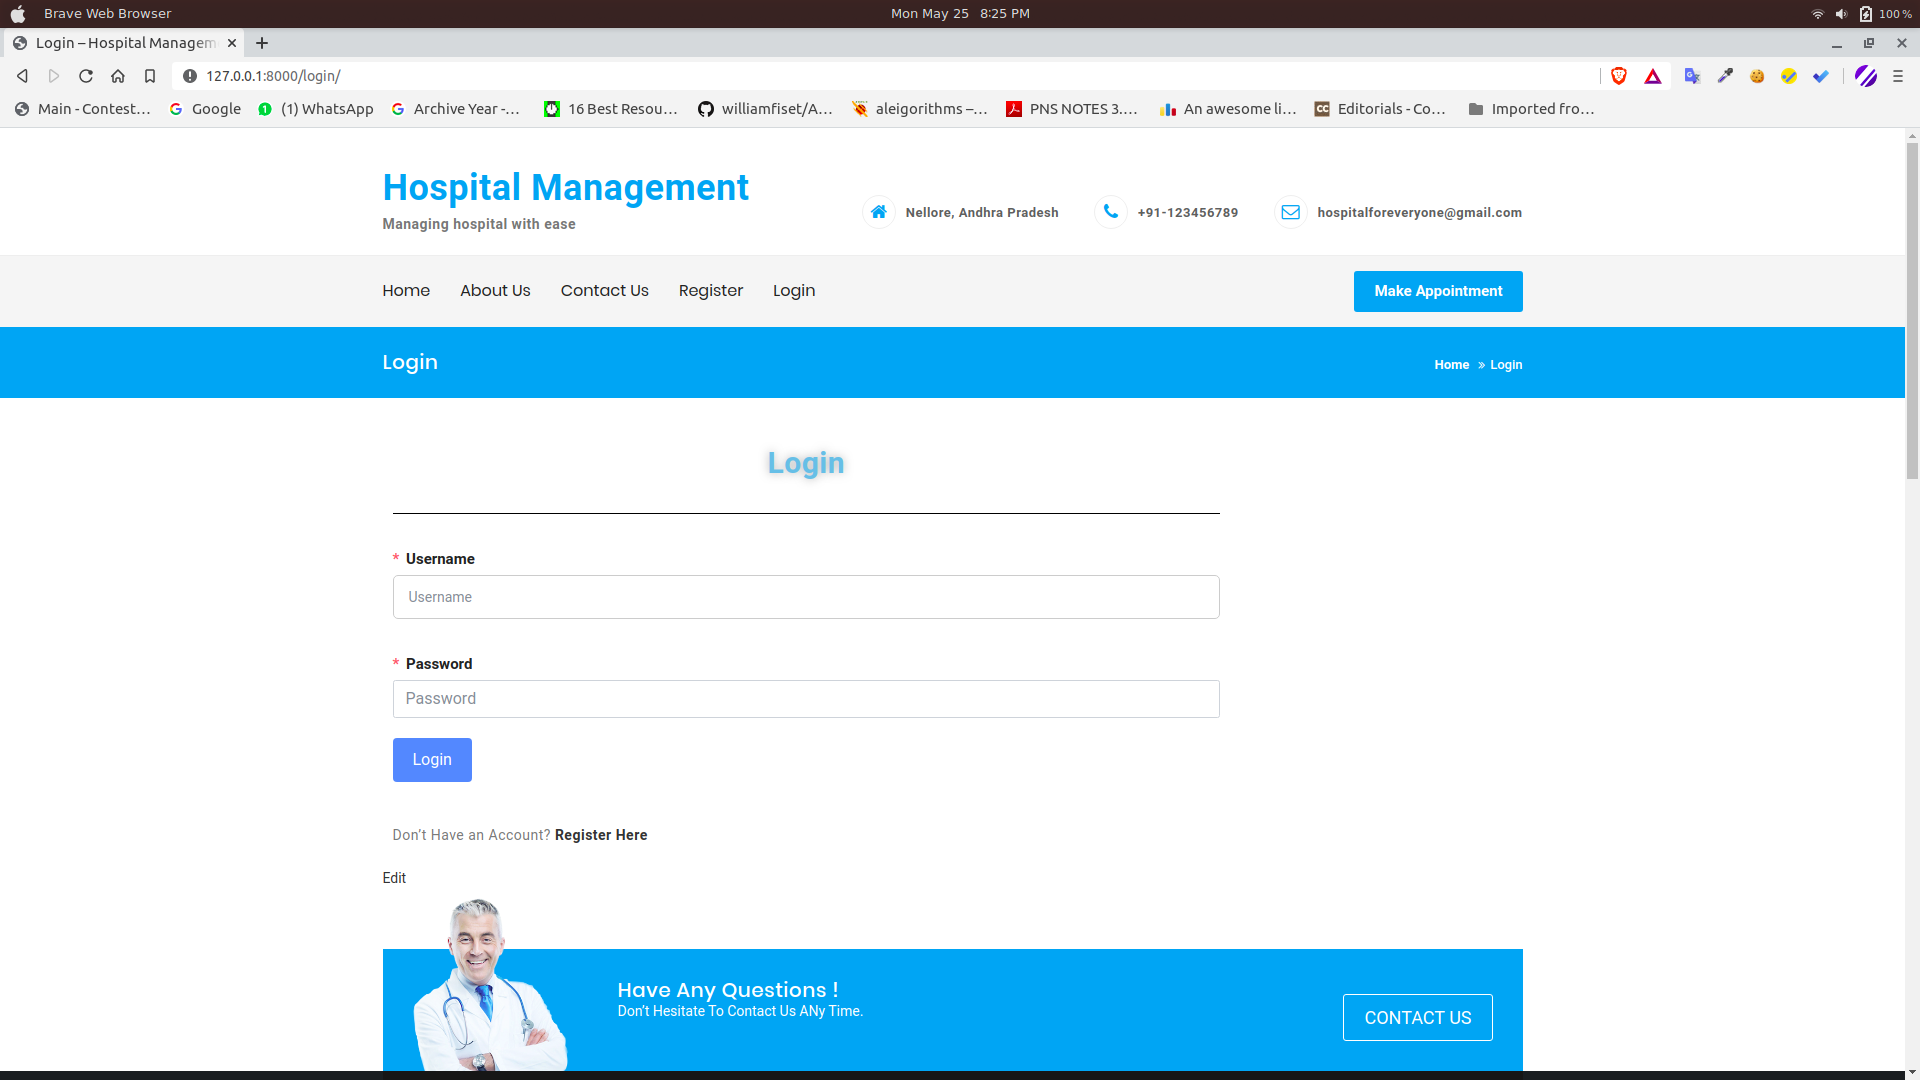 Brave Web Browser
Mon May 25 8:25 PM
100 %
Login – Hospital Managem
127.0.0.1:8000/login/
Main - Contest…
Google
(1) WhatsApp
Archive Year -…
16 Best Resou…
williamfiset/A…
aleigorithms –…
PNS NOTES 3.…
An awesome li…
Editorials - Co…
Imported fro…
Hospital Management
Managing hospital with ease
Nellore, Andhra Pradesh
+91-123456789
hospitalforeveryone@gmail.com
Home
About Us
Contact Us
Register
Login
Make Appointment
Login
Home » Login
Login
* Username
Username
* Password
Password
Login
Don’t Have an Account? Register Here
Edit
Have Any Questions !
Don’t Hesitate To Contact Us ANy Time.
CONTACT US